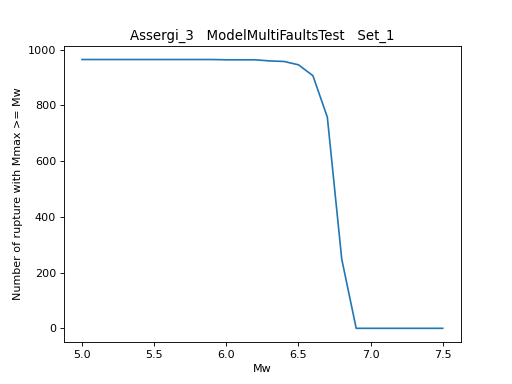 Assergi_3   ModelMultiFaultsTest   Set_1
Number of rupture with Mmax >= Mw
1000
800
600
400
200
0
5.0 5.5 6.0 6.5 7.0 7.5
Mw